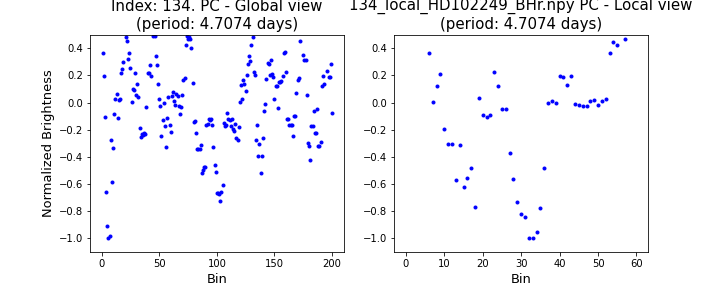 Index: 134. PC - Global view
(period: 4.7074 days)
134_local_HD102249_BHr.npy PC - Local view
(period: 4.7074 days)
Normalized Brightness
0.4
0.2
0.0
−0.2
−0.4
−0.6
−0.8
−1.0
0 50 100 150 200
Bin
0.4
0.2
0.0
−0.2
−0.4
−0.6
−0.8
−1.0
0 10 20 30 40 50 60
Bin